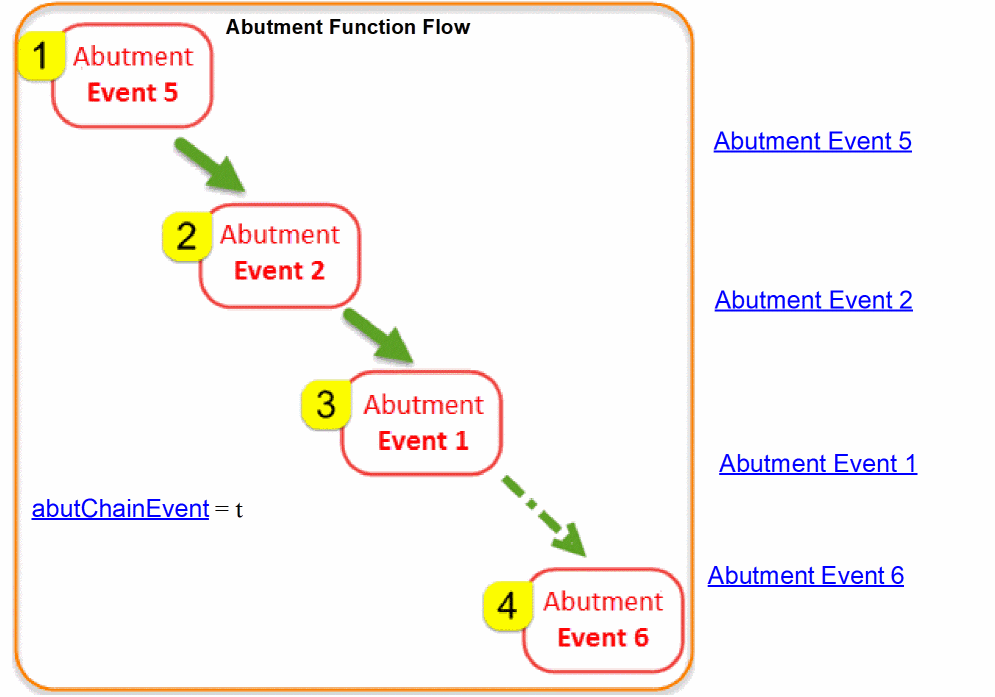 Abutment Function Flow
1
Abutment
Event 5
Abutment Event 5
2
Abutment
Event 2
Abutment Event 2
3
Abutment
Event 1
Abutment Event 1
abutChainEvent = t
Abutment Event 6
4
Abutment
Event 6